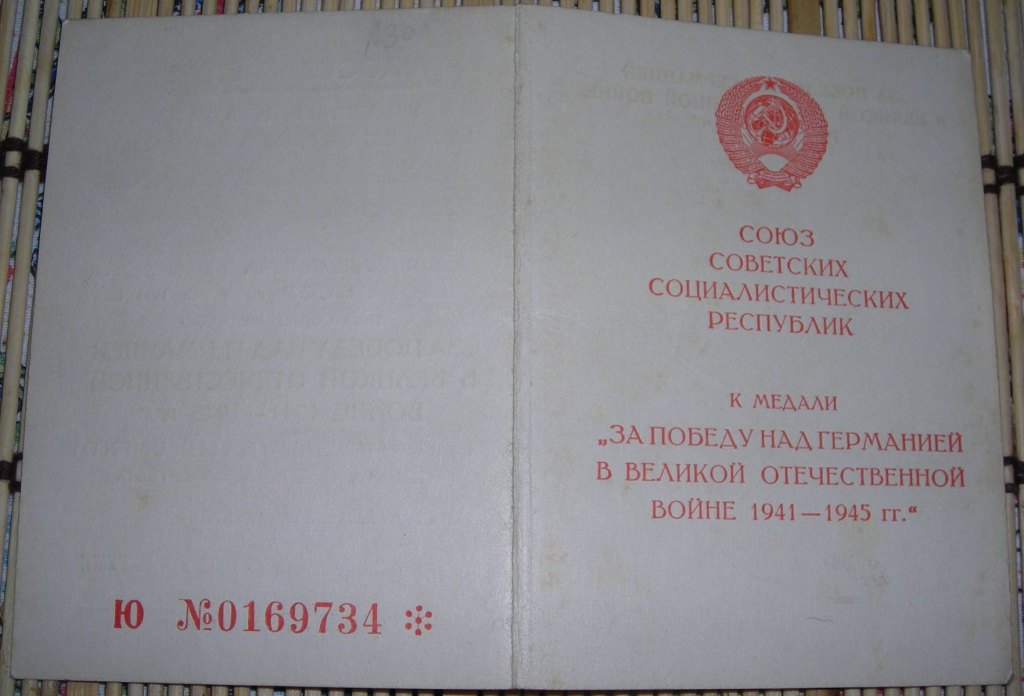 Ю №0169734
СОЮЗ
СОВЕТСКИХ
СОЦИАЛИСТИЧЕСКИХ
РЕСПУБЛИК
К МЕДАЛИ
„ЗА ПОБЕДУ НАД ГЕРМАНИЕЙ
В ВЕЛИКОЙ ОТЕЧЕСТВЕННОЙ
ВОЙНЕ 1941—1945 гг.“